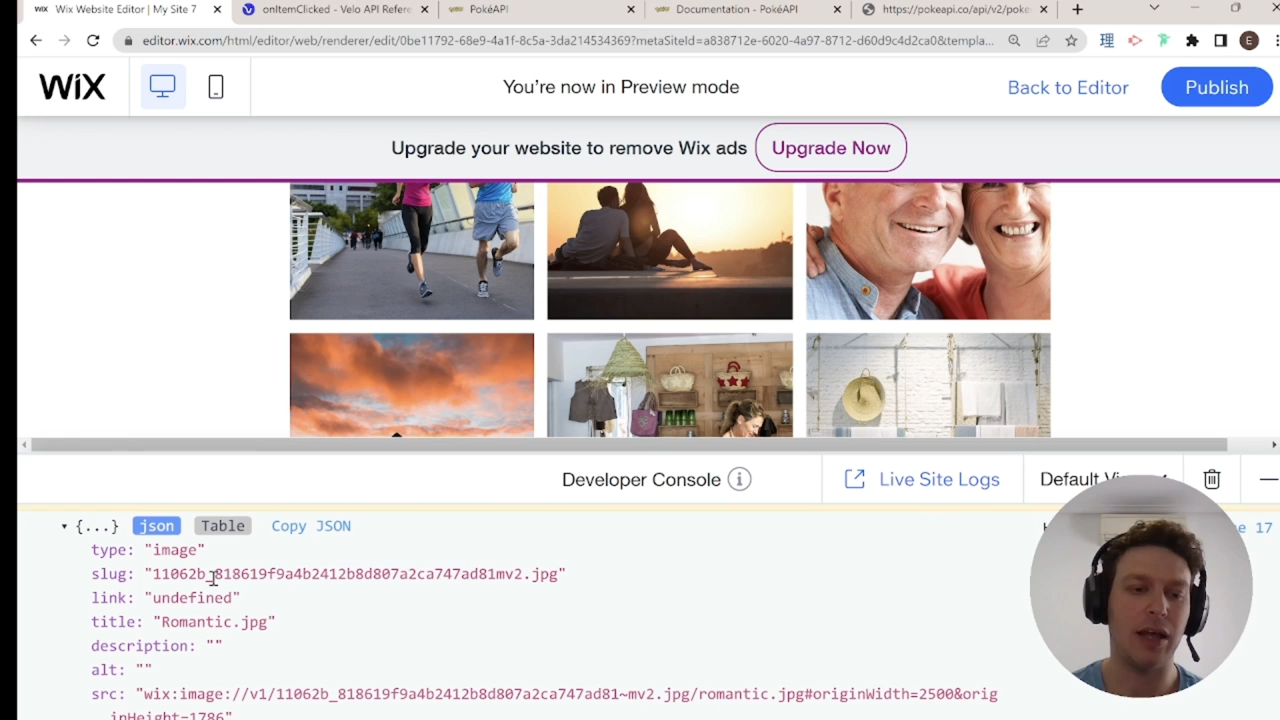 Wix Website Editor | My Site 7
onItemClicked - Velo API Refere
PokéAPI
Documentation - PokéAPI
https://pokeapi.co/api/v2/poke
editor.wix.com/html/editor/web/renderer/edit/0be11792-68e9-4a1f-8c5a-3da214534369?metaSiteId=a838712e-6020-4a97-8712-d60d9c4d2ca0&templa...
E
WiX
You're now in Preview mode
Back to Editor
Publish
Upgrade your website to remove Wix ads
Upgrade Now
Developer Console
Live Site Logs
{...} json Table Copy JSON
type: "image"
slug: "11062b_818619f9a4b2412b8d807a2ca747ad81mv2.jpg"
link: "undefined"
title: "Romantic.jpg"
description: ""
alt: ""
src: "wix:image://v1/11062b_818619f9a4b2412b8d807a2ca747ad81~mv2.jpg/romantic.jpg#originWidth=2500&orig
inHeight=1786"